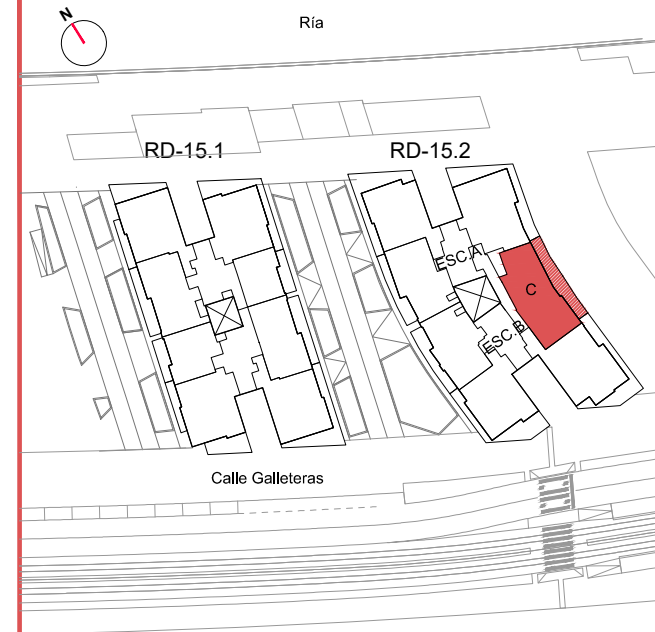 N
Ría
RD-15.1
RD-15.2
ESC.A
C
ESC.B
Calle Galleteras